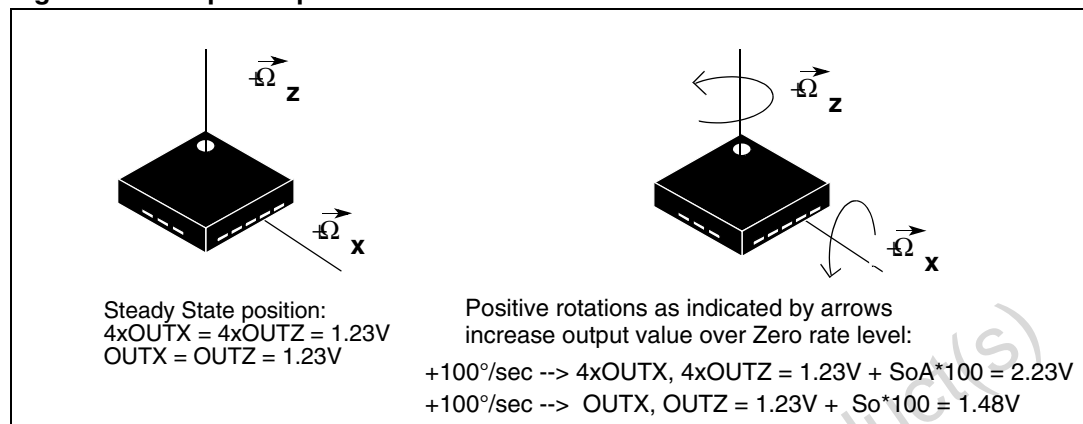 +Ω z
+Ω x
Steady State position:
4xOUTX = 4xOUTZ = 1.23V
OUTX = OUTZ = 1.23V
+Ω z
+Ω x
Positive rotations as indicated by arrows
increase output value over Zero rate level:
+100°/sec --> 4xOUTX, 4xOUTZ = 1.23V + SoA*100 = 2.23V
+100°/sec --> OUTX, OUTZ = 1.23V + So*100 = 1.48V